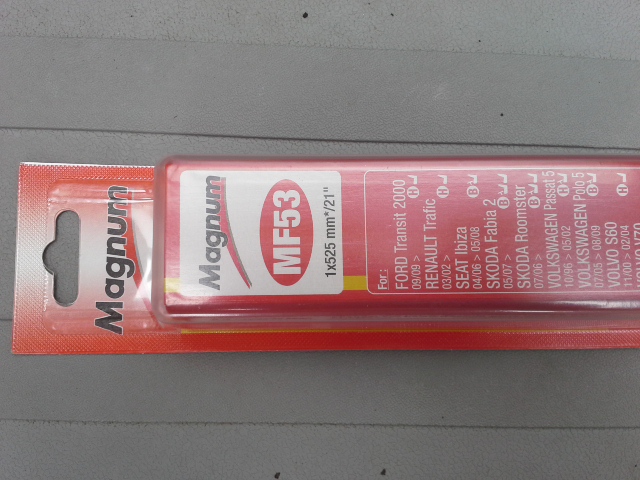 Magnum
Magnum
MF53
1x525 mm*/21"
For :
FORD Transit 2000 H
09/09 >
RENAULT Trafic H
03/02 >
SEAT Ibiza B
04/06 > 05/08
SKODA Fabia 2 B
05/07 >
SKODA Roomster B
07/06 >
VOLKSWAGEN Passat 5 H
10/96 > 05/02
VOLKSWAGEN Polo 5 B
07/05 > 08/09
VOLVO S60 H
11/00 > 02/04